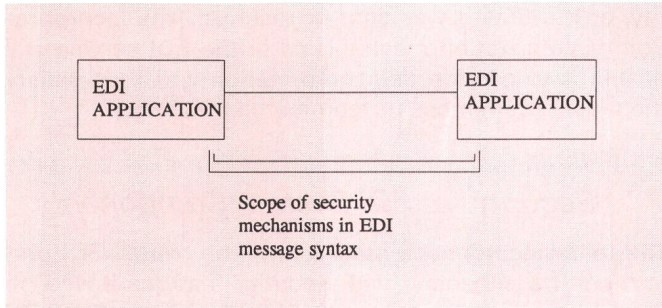 EDI
APPLICATION
EDI
APPLICATION
Scope of security
mechanisms in EDI
message syntax